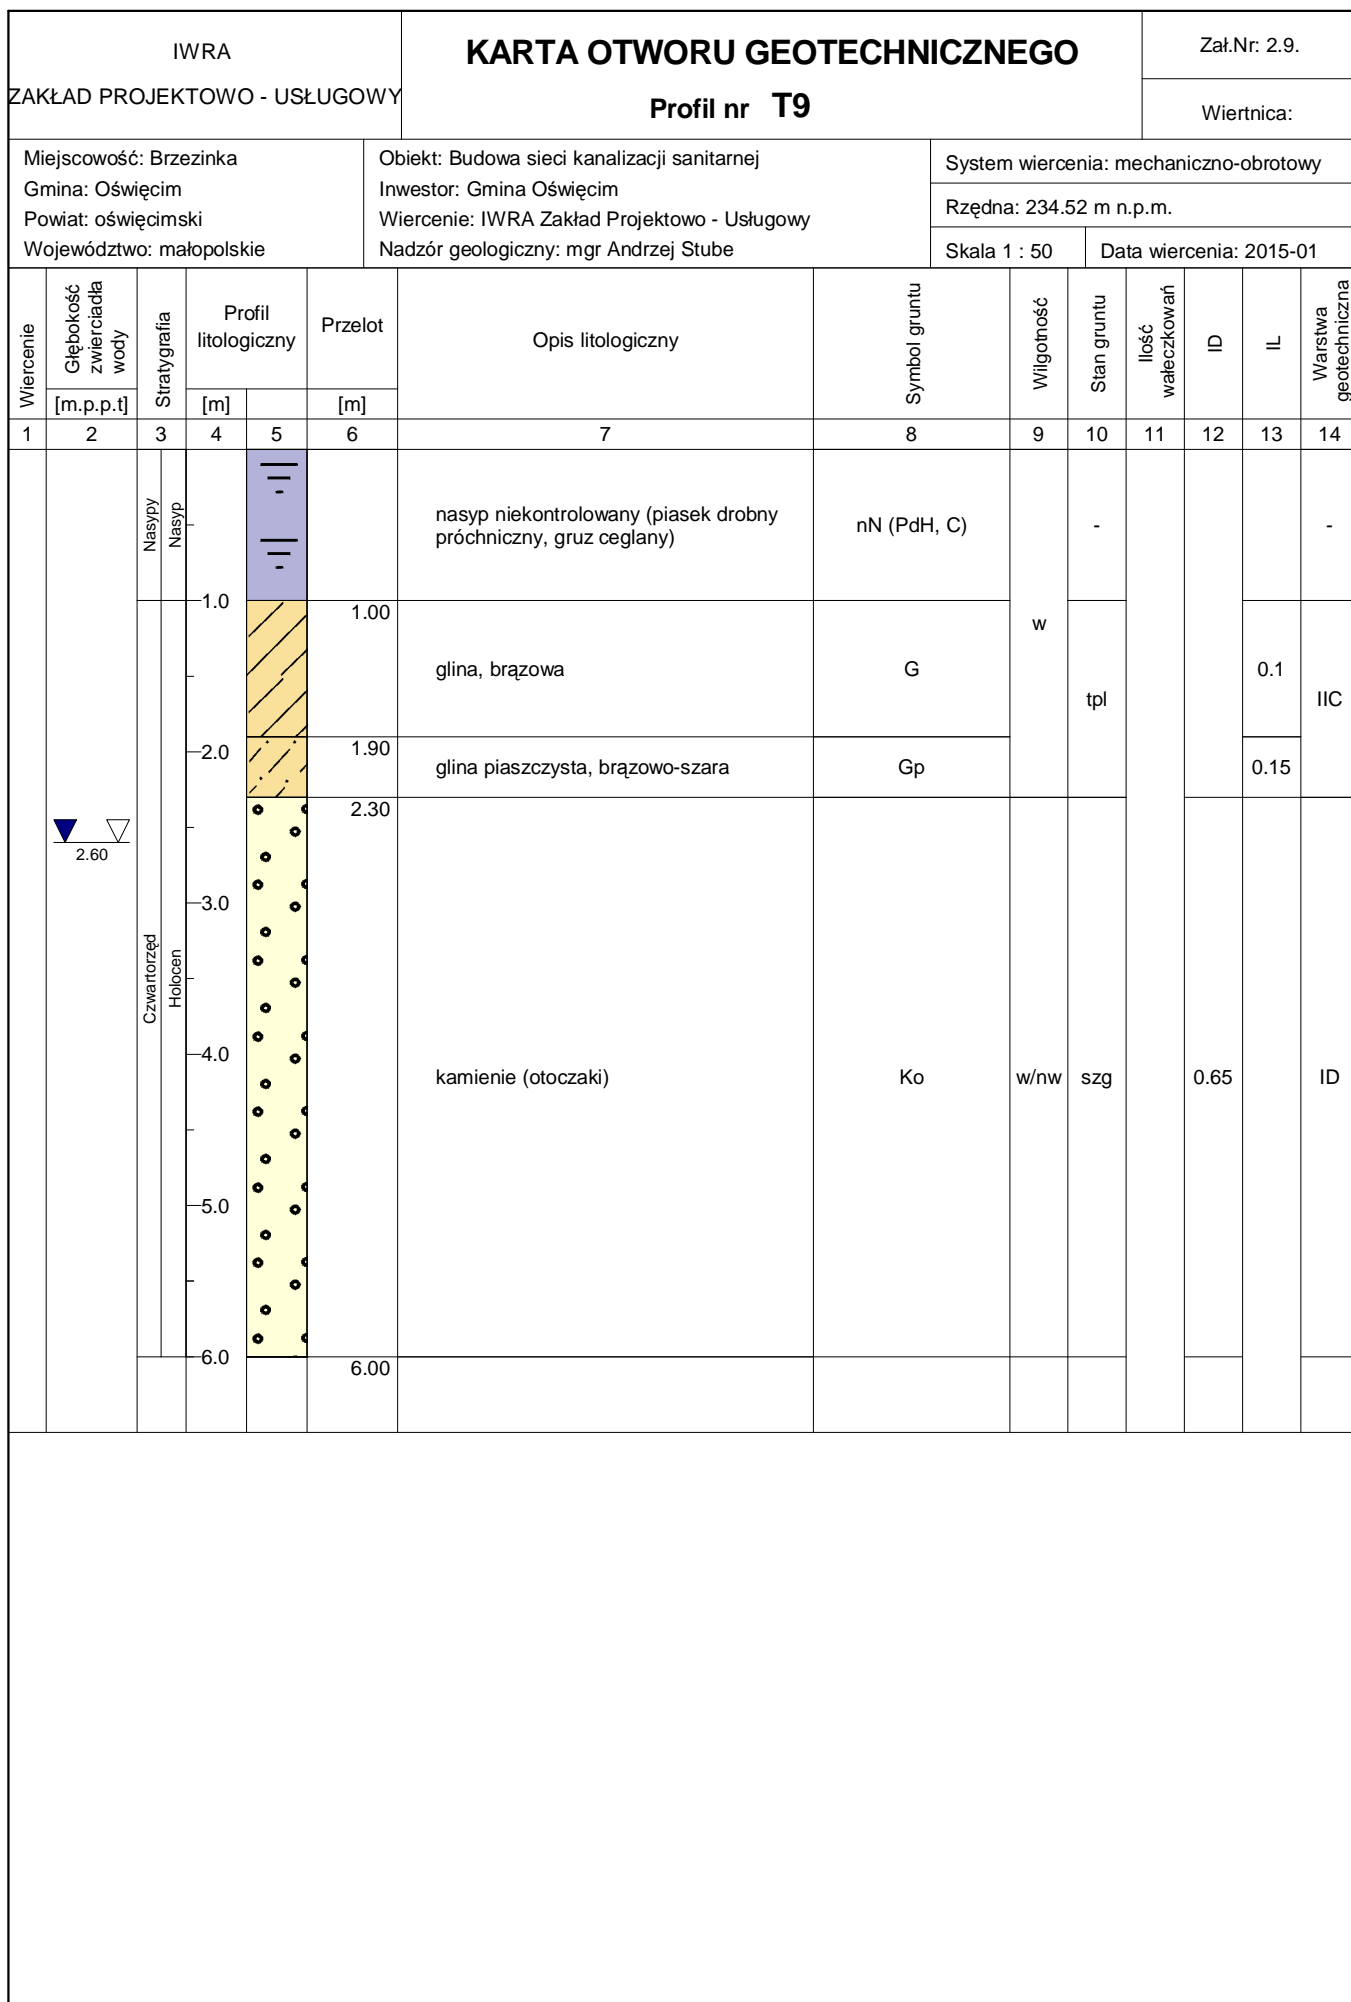 IWRA
ZAKŁAD PROJEKTOWO - USŁUGOWY
KARTA OTWORU GEOTECHNICZNEGO
Profil nr T9
Zał.Nr: 2.9.
Wiertnica:
Miejscowość: Brzezinka
Gmina: Oświęcim
Powiat: oświęcimski
Województwo: małopolskie
Obiekt: Budowa sieci kanalizacji sanitarnej
Inwestor: Gmina Oświęcim
Wiercenie: IWRA Zakład Projektowo - Usługowy
Nadzór geologiczny: mgr Andrzej Stube
System wiercenia: mechaniczno-obrotowy
Rzędna: 234.52 m n.p.m.
Skala 1 : 50
Data wiercenia: 2015-01
Wiercenie
Głębokość
zwierciadła
wody
[m.p.p.t]
Stratygrafia
Profil
litologiczny
[m]
Przelot
[m]
Opis litologiczny
Symbol gruntu
Wilgotność
Stan gruntu
Ilość
wałeczkowań
ID
IL
Warstwa
geotechniczna
1 2 3 4 5 6 7 8 9 10 11 12 13 14
Nasypy
Nasyp
nasyp niekontrolowany (piasek drobny
próchniczny, gruz ceglany)
nN (PdH, C)
-
-
1.0
1.00
w
glina, brązowa
G
0.1
tpl
IIC
2.0
1.90
glina piaszczysta, brązowo-szara
Gp
0.15
2.30
2.60
3.0
Czwartorzęd
Holocen
4.0
kamienie (otoczaki)
Ko
w/nw
szg
0.65
ID
5.0
6.0
6.00